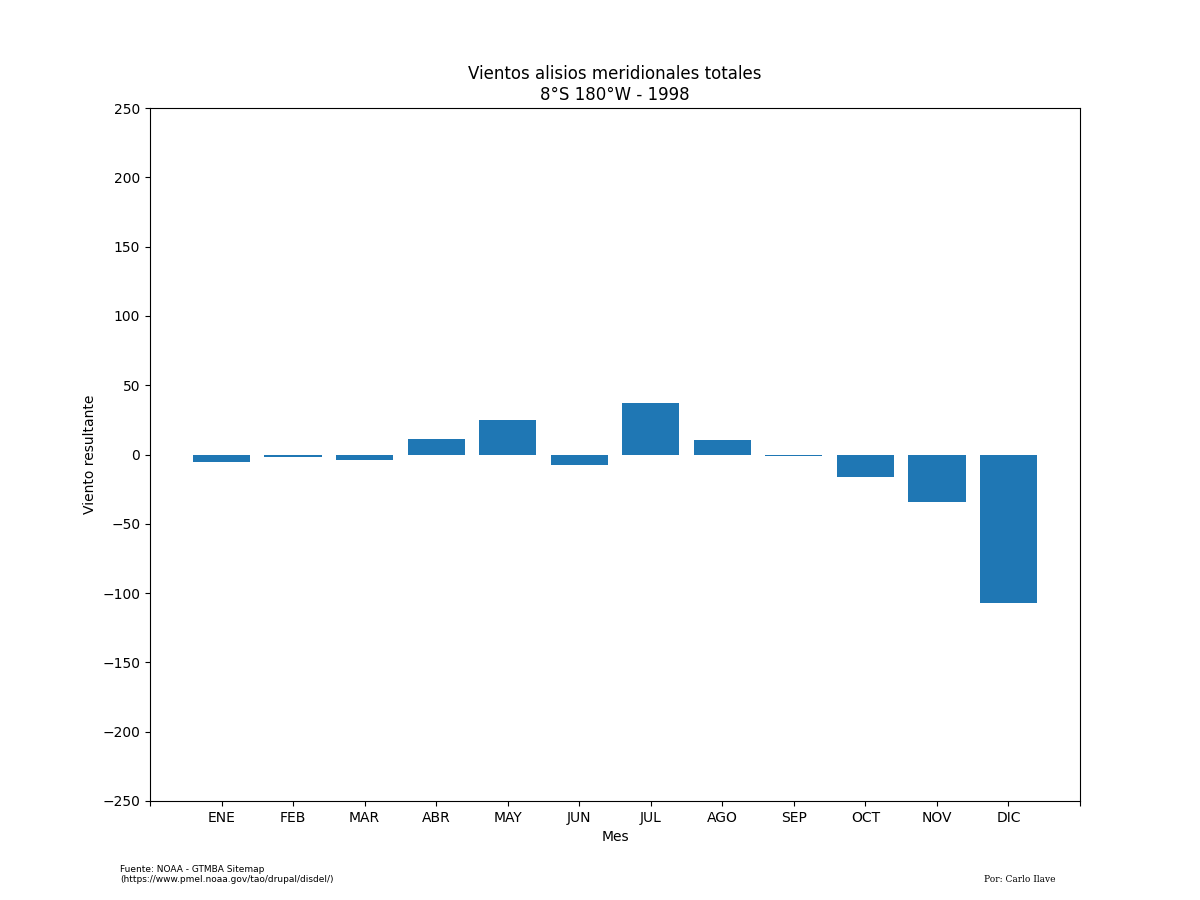 Vientos alisios meridionales totales
8°S 180°W - 1998
250
200
150
100
50
0
−50
−100
−150
−200
−250
Viento resultante
ENE FEB MAR ABR MAY JUN JUL AGO SEP OCT NOV DIC
Mes
Fuente: NOAA - GTMBA Sitemap
(https://www.pmel.noaa.gov/tao/drupal/disdel/)
Por: Carlo Ilave